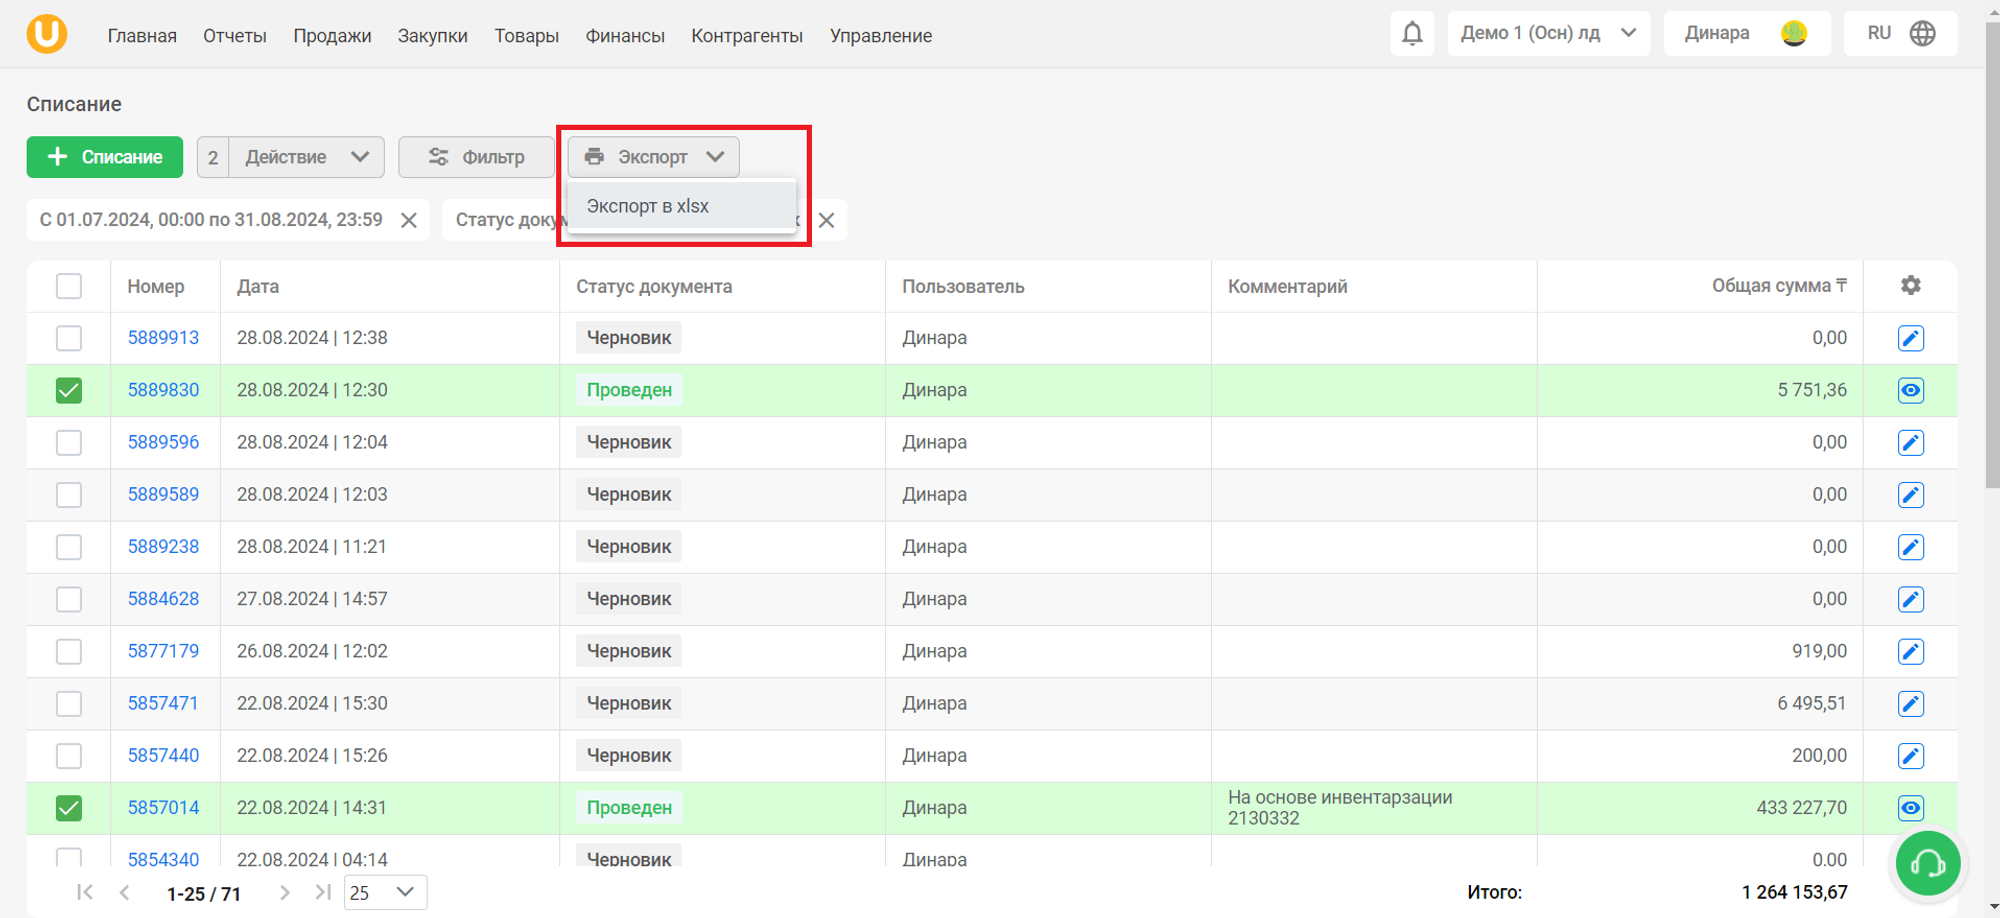 U Главная Отчеты Продажи Закупки Товары Финансы Контрагенты Управление Демо 1 (Осн) лд Динара RU
Списание
Списание 2 Действие Фильтр Экспорт
Экспорт в xlsx
С 01.07.2024, 00:00 по 31.08.2024, 23:59 Статус
Номер Дата Статус документа Пользователь Комментарий Общая сумма ₸
5889913 28.08.2024 | 12:38 Черновик Динара 0,00
5889830 28.08.2024 | 12:30 Проведен Динара 5 751,36
5889596 28.08.2024 | 12:04 Черновик Динара 0,00
5889589 28.08.2024 | 12:03 Черновик Динара 0,00
5889238 28.08.2024 | 11:21 Черновик Динара 0,00
5884628 27.08.2024 | 14:57 Черновик Динара 0,00
5877179 26.08.2024 | 12:02 Черновик Динара 919,00
5857471 22.08.2024 | 15:30 Черновик Динара 6 495,51
5857440 22.08.2024 | 15:26 Черновик Динара 200,00
5857014 22.08.2024 | 14:31 Проведен Динара На основе инвентарзации 433 227,70
2130332
5854340 22.08.2024 | 04:14 Черновик Динара 0,00
1-25 / 71 25 Итого: 1 264 153,67